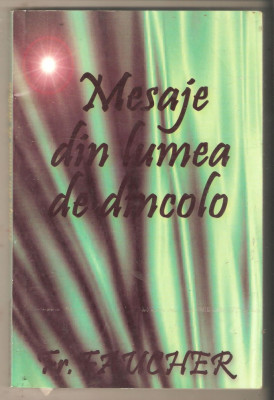 Mesaje
din lumea
de dincolo
Fr. FAUCHER